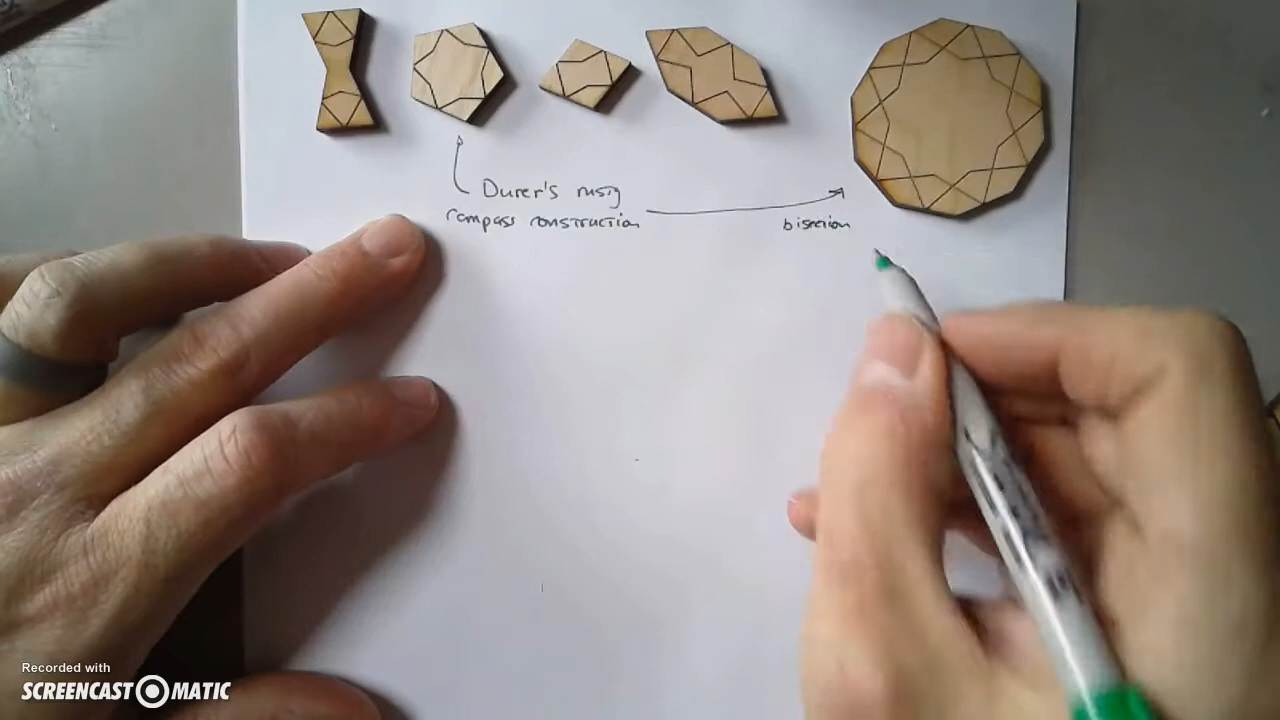 Durer's rusty
compass construction
bisection
Recorded with
SCREENCAST O MATIC